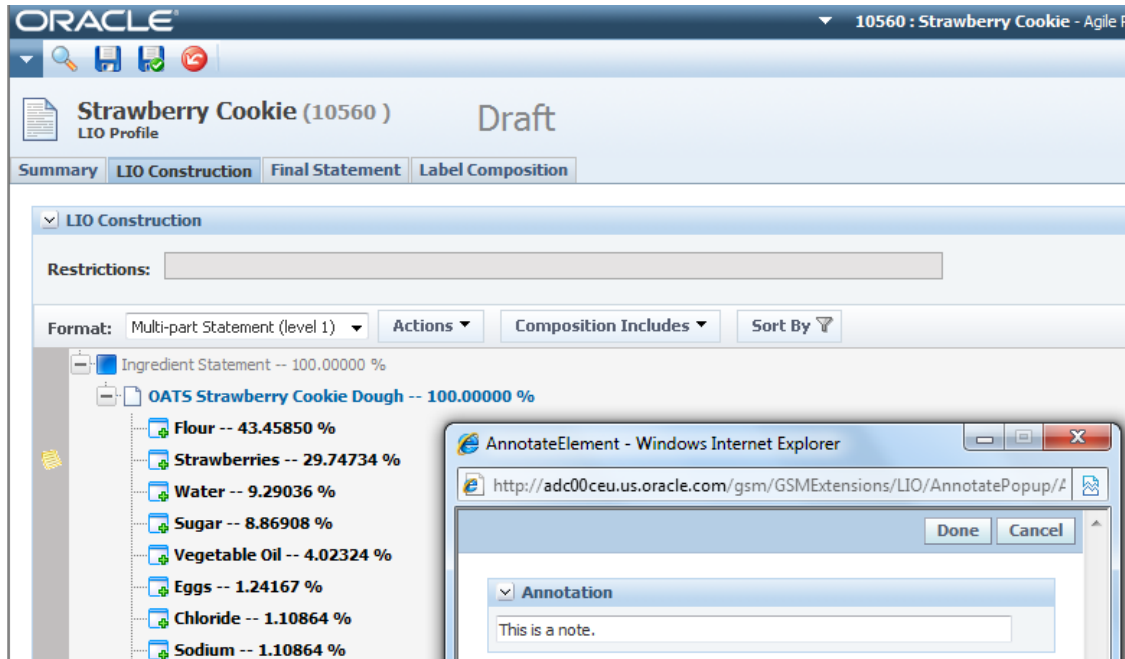 ORACLE
10560 : Strawberry Cookie - Agile
Strawberry Cookie (10560 )
LIO Profile
Draft
Summary LIO Construction Final Statement Label Composition
LIO Construction
Restrictions:
Format: Multi-part Statement (level 1) Actions Composition Includes Sort By
Ingredient Statement -- 100.00000 %
OATS Strawberry Cookie Dough -- 100.00000 %
Flour -- 43.45850 %
Strawberries -- 29.74734 %
Water -- 9.29036 %
Sugar -- 8.86908 %
Vegetable Oil -- 4.02324 %
Eggs -- 1.24167 %
Chloride -- 1.10864 %
Sodium -- 1.10864 %
AnnotateElement - Windows Internet Explorer
http://adc00ceu.us.oracle.com/gsm/GSMExtensions/LIO/AnnotatePopup/
Done Cancel
Annotation
This is a note.